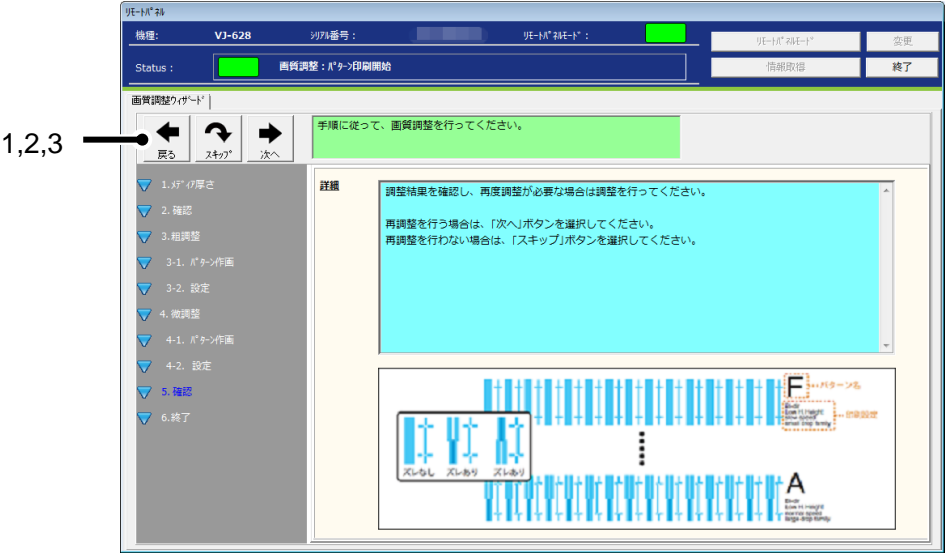 ﾘﾓｰﾄﾊﾟﾈﾙ
機種:
VJ-628
ｼﾘｱﾙ番号：
ﾘﾓｰﾄﾊﾟﾈﾙﾓｰﾄﾞ：
ﾘﾓｰﾄﾊﾟﾈﾙﾓｰﾄﾞ
変更
Status：
画質調整：ﾊﾟﾀｰﾝ印刷開始
情報取得
終了
画質調整ｳｨｻﾞｰﾄﾞ
1,2,3
戻る
ｽｷｯﾌﾟ
次へ
手順に従って、画質調整を行ってください。
1.ﾒﾃﾞｨｱ厚さ
2. 確認
3.粗調整
3-1. ﾊﾟﾀｰﾝ作画
3-2. 設定
4. 微調整
4-1. ﾊﾟﾀｰﾝ作画
4-2. 設定
5. 確認
6.終了
詳細
調整結果を確認し、再度調整が必要な場合は調整を行ってください。
再調整を行う場合は、「次へ」ボタンを選択してください。
再調整を行わない場合は、「スキップ」ボタンを選択してください。
F
パターン名
印刷設定
ズレなし
ズレあり
ズレあり
A